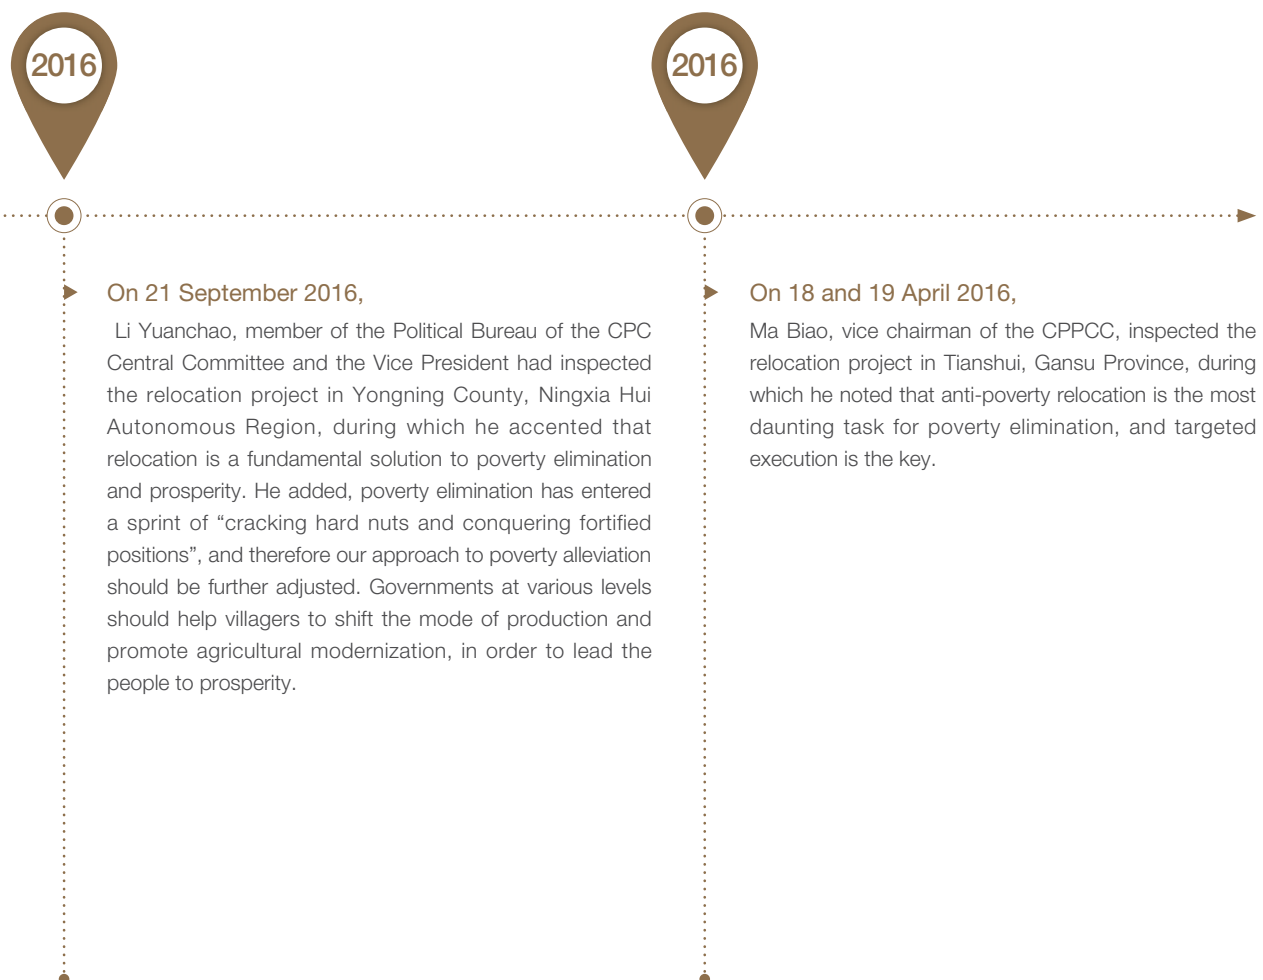 2016
On 21 September 2016,
Li Yuanchao, member of the Political Bureau of the CPC
Central Committee and the Vice President had inspected
the relocation project in Yongning County, Ningxia Hui
Autonomous Region, during which he accented that
relocation is a fundamental solution to poverty elimination
and prosperity. He added, poverty elimination has entered
a sprint of “cracking hard nuts and conquering fortified
positions”, and therefore our approach to poverty alleviation
should be further adjusted. Governments at various levels
should help villagers to shift the mode of production and
promote agricultural modernization, in order to lead the
people to prosperity.
2016
On 18 and 19 April 2016,
Ma Biao, vice chairman of the CPPCC, inspected the
relocation project in Tianshui, Gansu Province, during
which he noted that anti-poverty relocation is the most
daunting task for poverty elimination, and targeted
execution is the key.